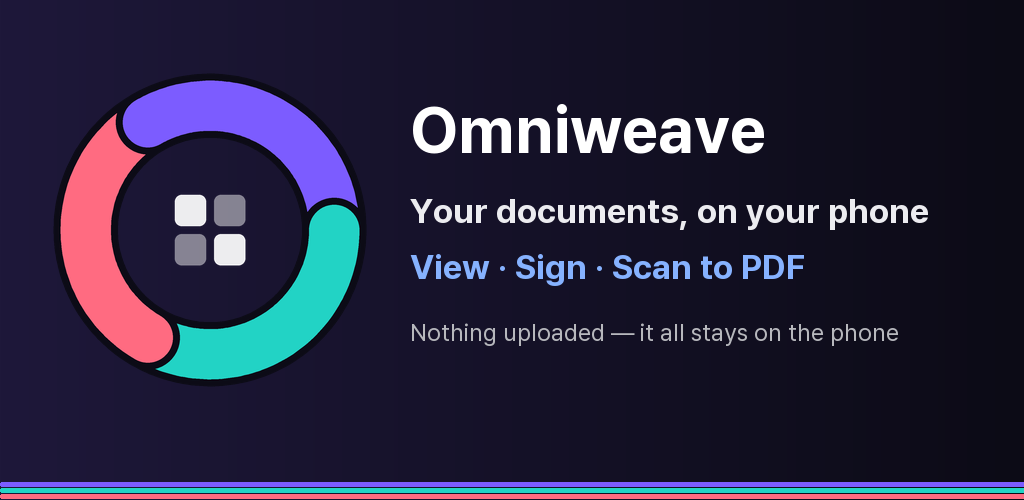 Omniweave
Your documents, on your phone
View · Sign · Scan to PDF
Nothing uploaded — it all stays on the phone